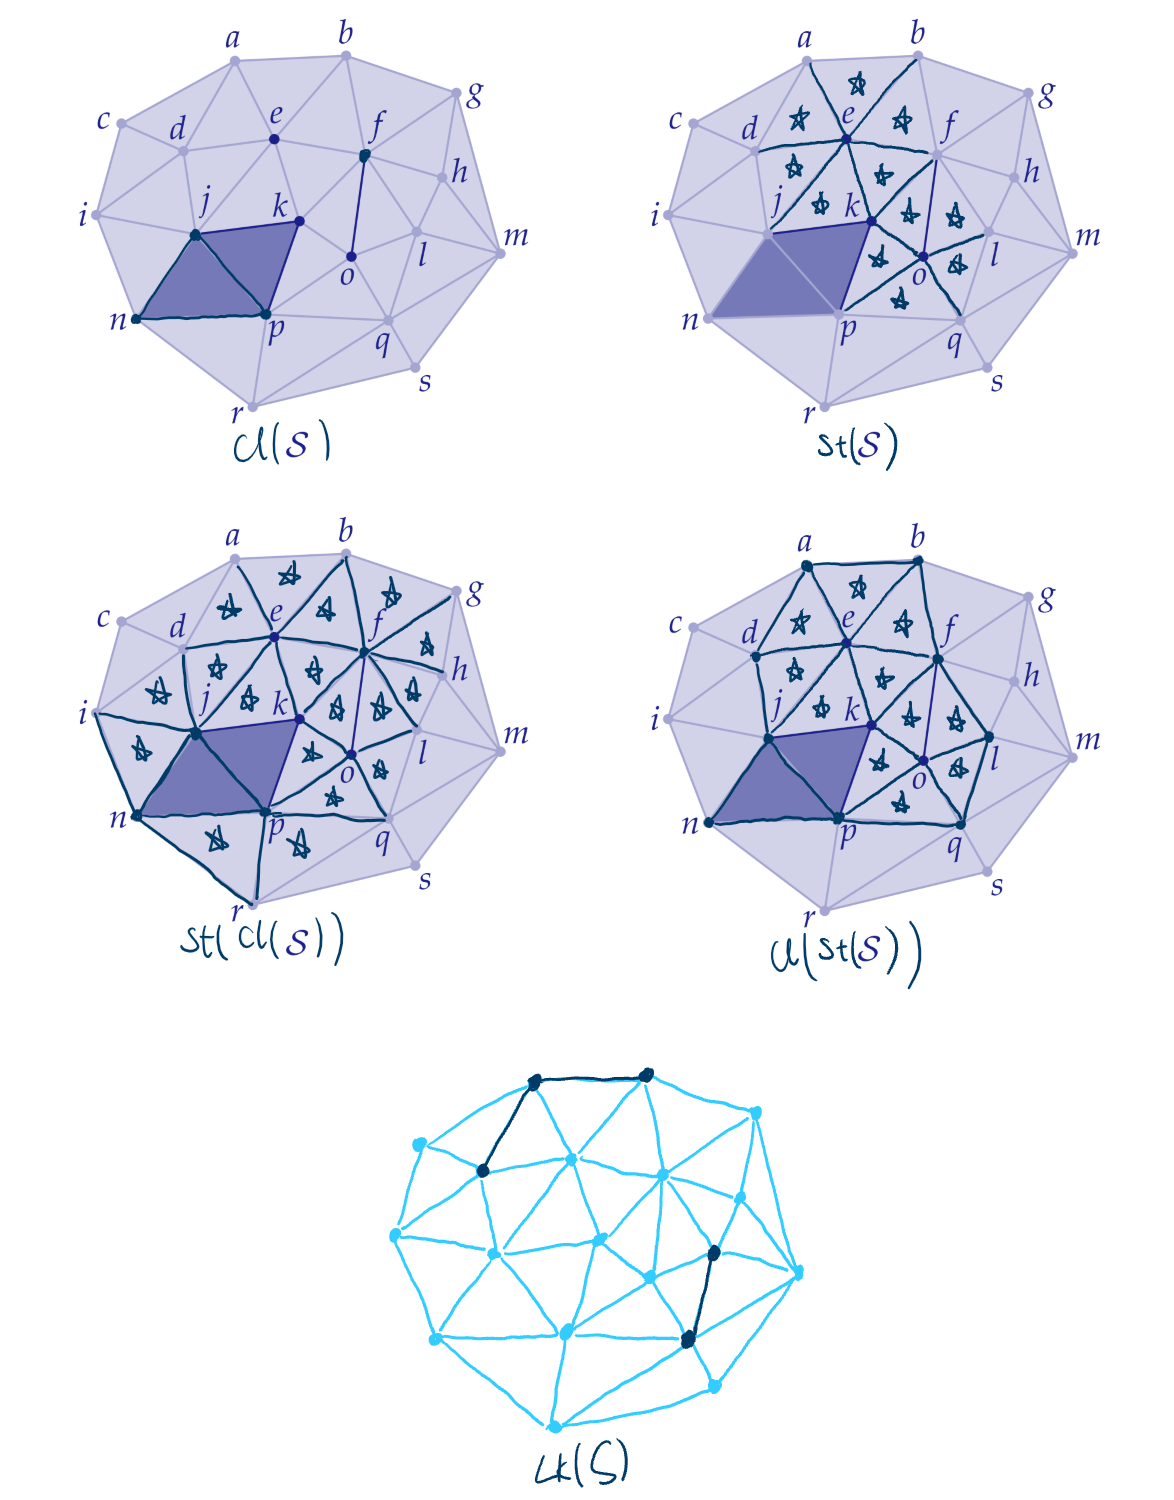 a b
c d e f g
h
i j k l m
n o
p q
r s
Cl(S)
a b
c d e f g
h
i j k l m
n o
p q
r s
St(S)
a b
c d e f g
h
i j k l m
n o
p q
r s
St(Cl(S))
a b
c d e f g
h
i j k l m
n o
p q
r s
Cl(St(S))
Lk(S)